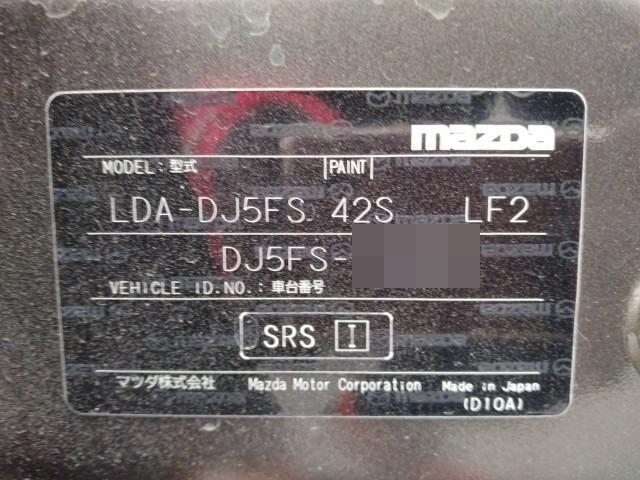 mazda
MODEL : 型式 PAINT
LDA-DJ5FS 42S LF2
DJ5FS-
VEHICLE ID.NO.: 車台番号
SRS I
マツダ株式会社 Mazda Motor Corporation Made in Japan
(D10A)